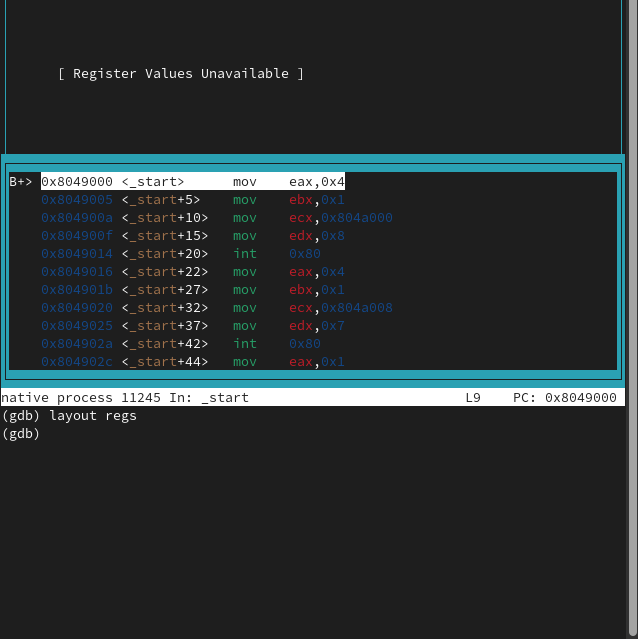 [ Register Values Unavailable ]
B+> 0x8049000 <_start> mov eax,0x4
0x8049005 <_start+5> mov ebx,0x1
0x804900a <_start+10> mov ecx,0x804a000
0x804900f <_start+15> mov edx,0x8
0x8049014 <_start+20> int 0x80
0x8049016 <_start+22> mov eax,0x4
0x804901b <_start+27> mov ebx,0x1
0x8049020 <_start+32> mov ecx,0x804a008
0x8049025 <_start+37> mov edx,0x7
0x804902a <_start+42> int 0x80
0x804902c <_start+44> mov eax,0x1
native process 11245 In: _start L9 PC: 0x8049000
(gdb) layout regs
(gdb)